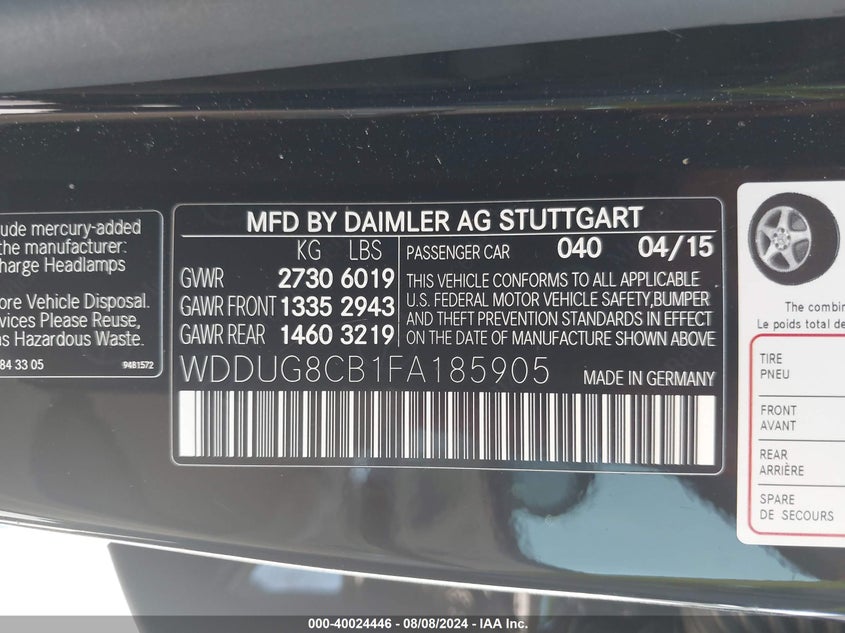 ude mercury-added
the manufacturer:
charge Headlamps
ore Vehicle Disposal.
vices Please Reuse,
as Hazardous Waste.
84 33 05
9481572
MFD BY DAIMLER AG STUTTGART
KG LBS
GVWR 2730 6019
GAWR FRONT 1335 2943
GAWR REAR 1460 3219
PASSENGER CAR 040 04/15
THIS VEHICLE CONFORMS TO ALL APPLICABLE
U.S. FEDERAL MOTOR VEHICLE SAFETY,BUMPER
AND THEFT PREVENTION STANDARDS IN EFFECT
ON THE DATE OF MANUFACTURE SHOWN ABOVE
WDDUG8CB1FA185905
MADE IN GERMANY
The combin
Le poids total de
TIRE
PNEU
FRONT
AVANT
REAR
ARRIÈRE
SPARE
DE SECOURS
000-40024446 - 08/08/2024 - IAA Inc.